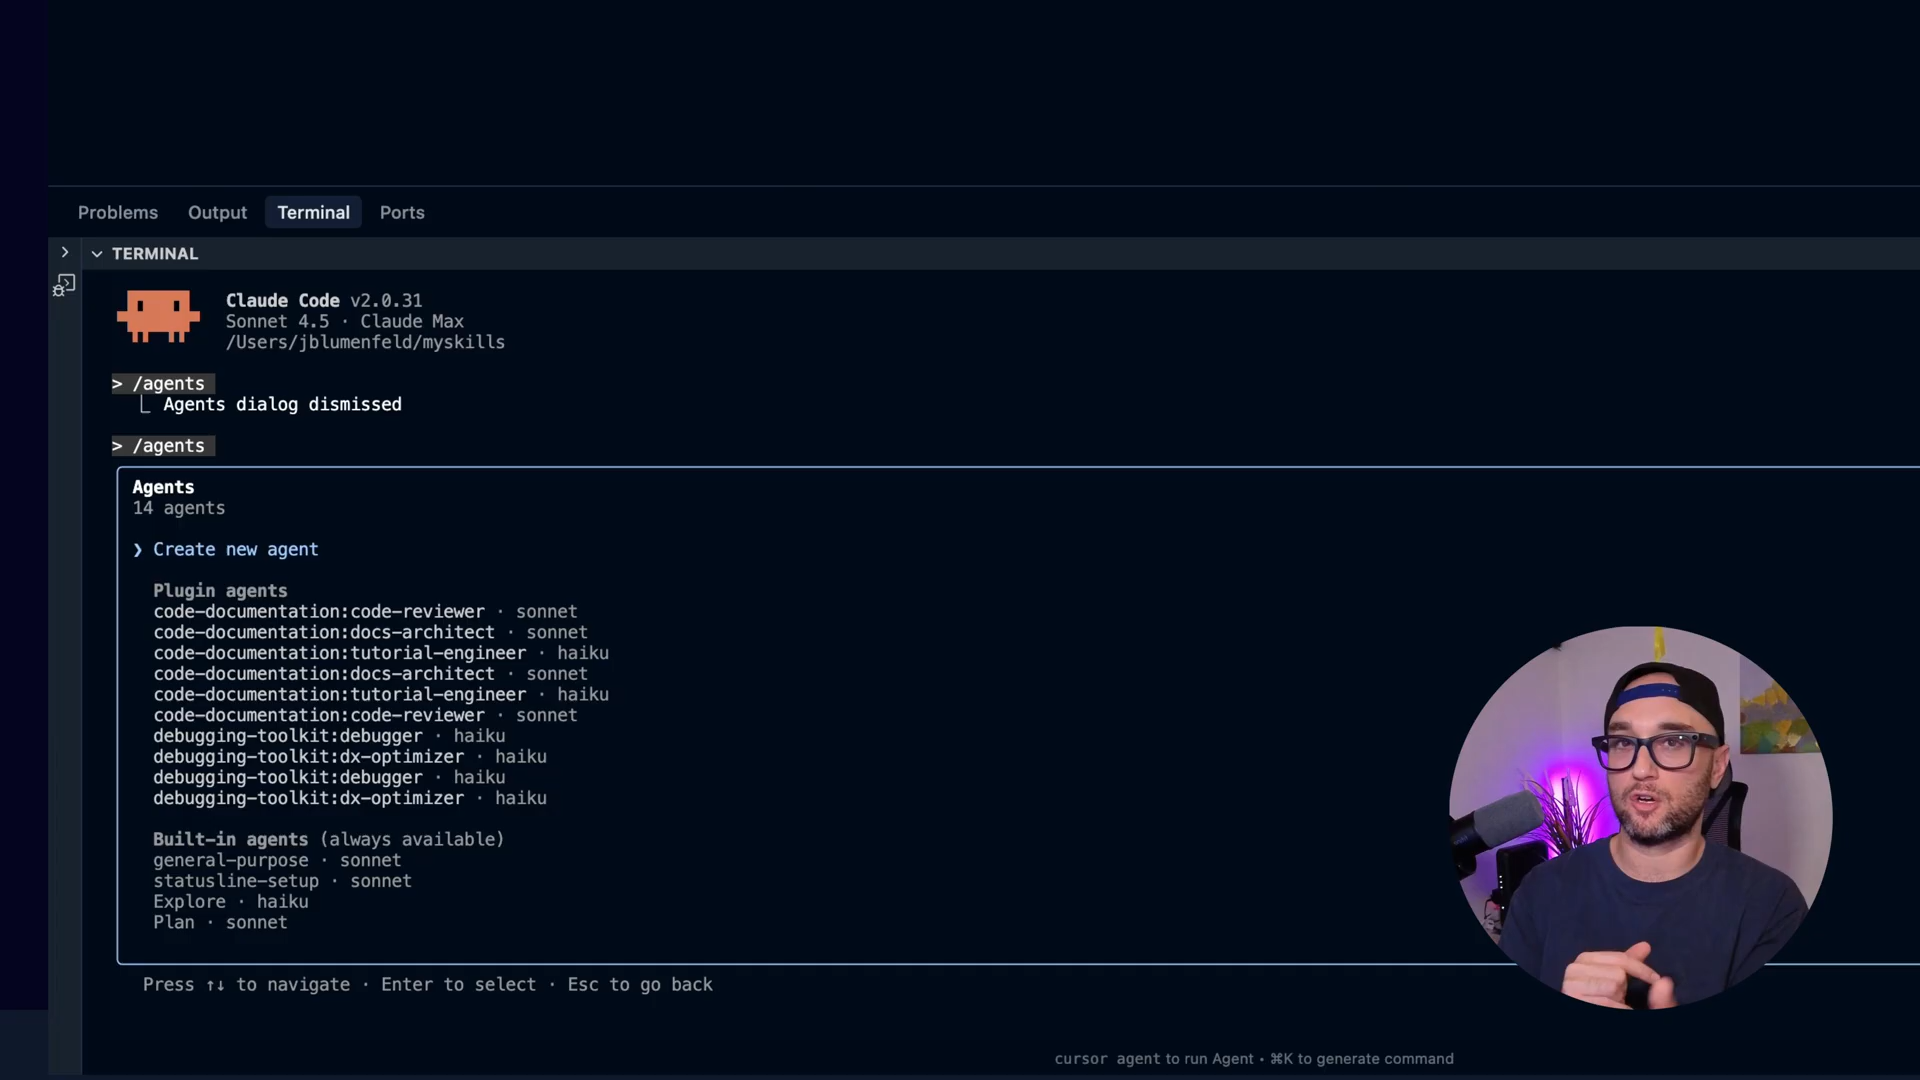 Problems Output Terminal Ports
TERMINAL
Claude Code v2.0.31
Sonnet 4.5 · Claude Max
/Users/jblumenfeld/myskills
> /agents
⎿ Agents dialog dismissed
> /agents
Agents
14 agents
❯ Create new agent
Plugin agents
code-documentation:code-reviewer · sonnet
code-documentation:docs-architect · sonnet
code-documentation:tutorial-engineer · haiku
code-documentation:docs-architect · sonnet
code-documentation:tutorial-engineer · haiku
code-documentation:code-reviewer · sonnet
debugging-toolkit:debugger · haiku
debugging-toolkit:dx-optimizer · haiku
debugging-toolkit:debugger · haiku
debugging-toolkit:dx-optimizer · haiku
Built-in agents (always available)
general-purpose · sonnet
statusline-setup · sonnet
Explore · haiku
Plan · sonnet
Press ↑↓ to navigate · Enter to select · Esc to go back
cursor agent to run Agent • ⌘K to generate command